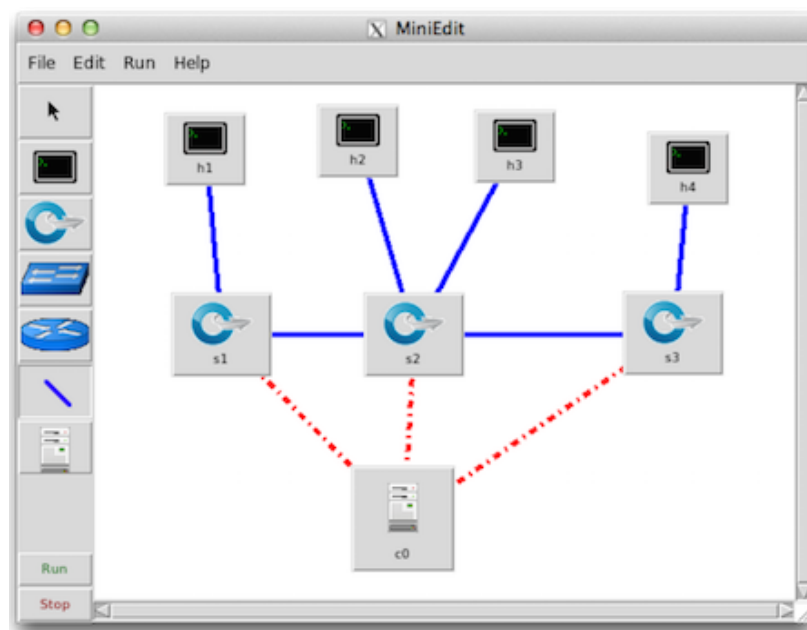 MiniEdit
File Edit Run Help
h1
h2
h3
h4
s1
s2
s3
c0
Run
Stop